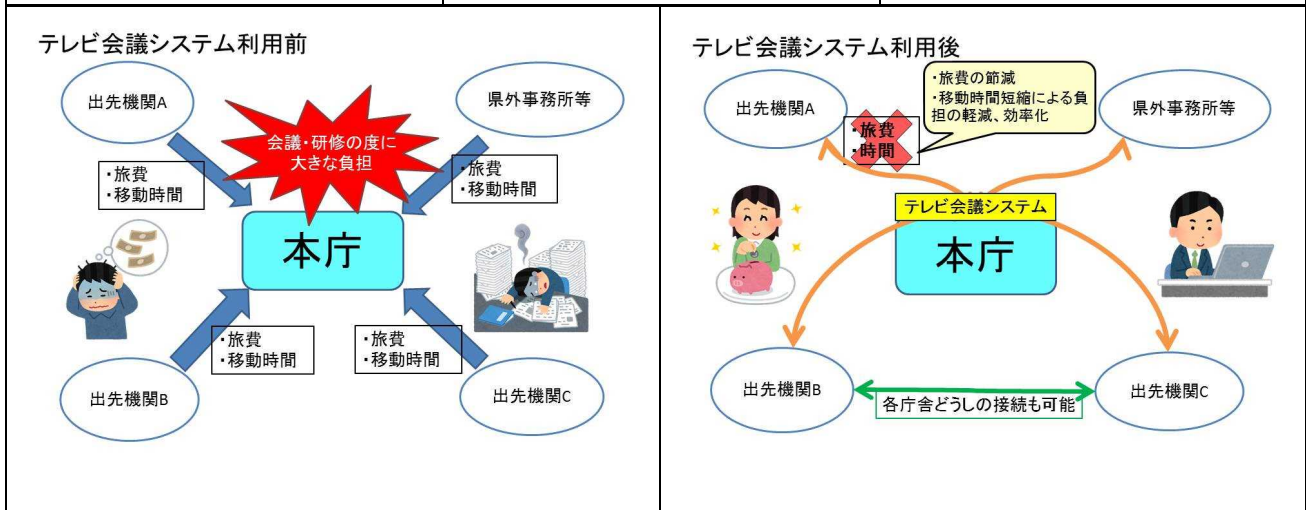 テレビ会議システム利用前
出先機関A
県外事務所等
会議・研修の度に
大きな負担
・旅費
・移動時間
・旅費
・移動時間
本庁
・旅費
・移動時間
・旅費
・移動時間
出先機関B
出先機関C
テレビ会議システム利用後
・旅費の節減
・移動時間短縮による負
担の軽減、効率化
出先機関A
県外事務所等
・旅費
・時間
テレビ会議システム
本庁
出先機関B
出先機関C
各庁舎どうしの接続も可能